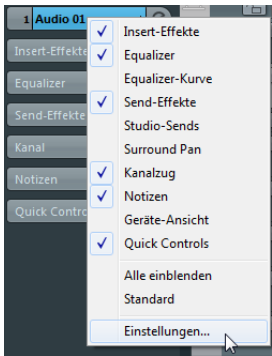 1 Audio 01
Insert-Effekte
Insert-Effekte
Equalizer
Equalizer
Equalizer-Kurve
Send-Effekte
Send-Effekte
Studio-Sends
Kanal
Surround Pan
Kanalzug
Notizen
Notizen
Geräte-Ansicht
Quick Contro
Quick Controls
Alle einblenden
Standard
Einstellungen...